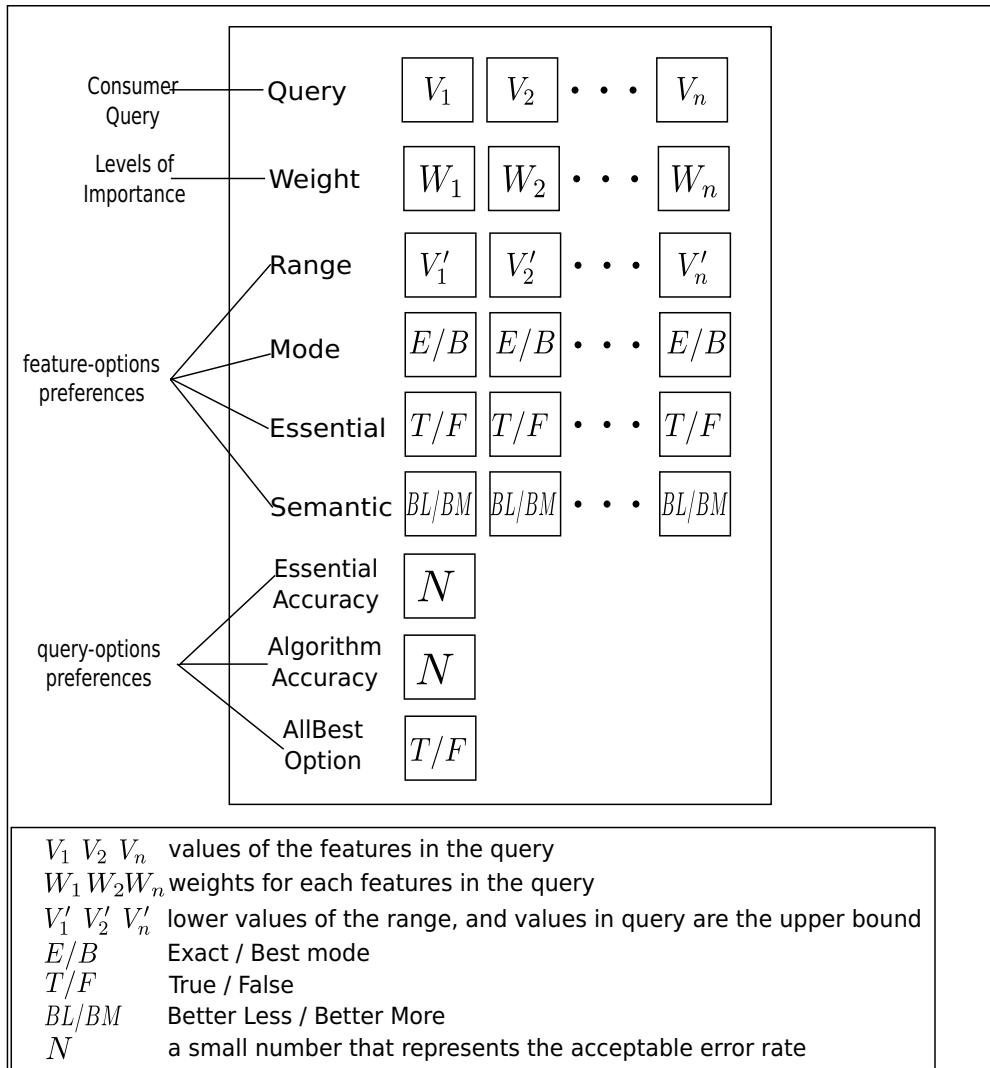 Consumer
Query
Query V₁ V₂ • • • Vₙ
Levels of
Importance
Weight W₁ W₂ • • • Wₙ
feature-options
preferences
Range V′₁ V′₂ • • • V′ₙ
Mode E/B E/B • • • E/B
Essential T/F T/F • • • T/F
Semantic BL/BM BL/BM • • • BL/BM
query-options
preferences
Essential
Accuracy
N
Algorithm
Accuracy
N
AllBest
Option
T/F
V₁ V₂ Vₙ values of the features in the query
W₁ W₂ Wₙ weights for each features in the query
V′₁ V′₂ V′ₙ lower values of the range, and values in query are the upper bound
E/B Exact / Best mode
T/F True / False
BL/BM Better Less / Better More
N a small number that represents the acceptable error rate